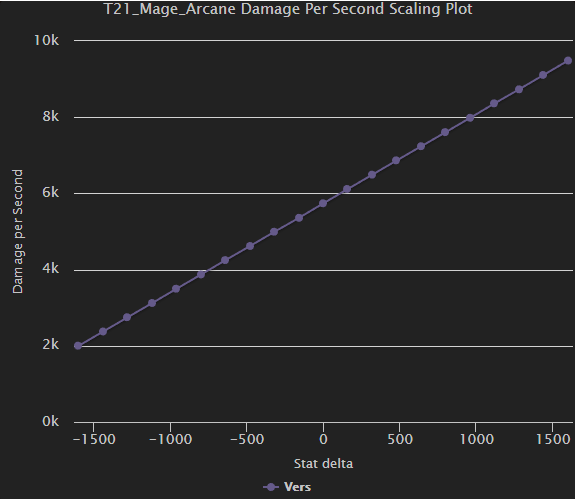 T21_Mage_Arcane Damage Per Second Scaling Plot
10k
8k
6k
4k
2k
0k
Damage per Second
-1500 -1000 -500 0 500 1000 1500
Stat delta
Vers